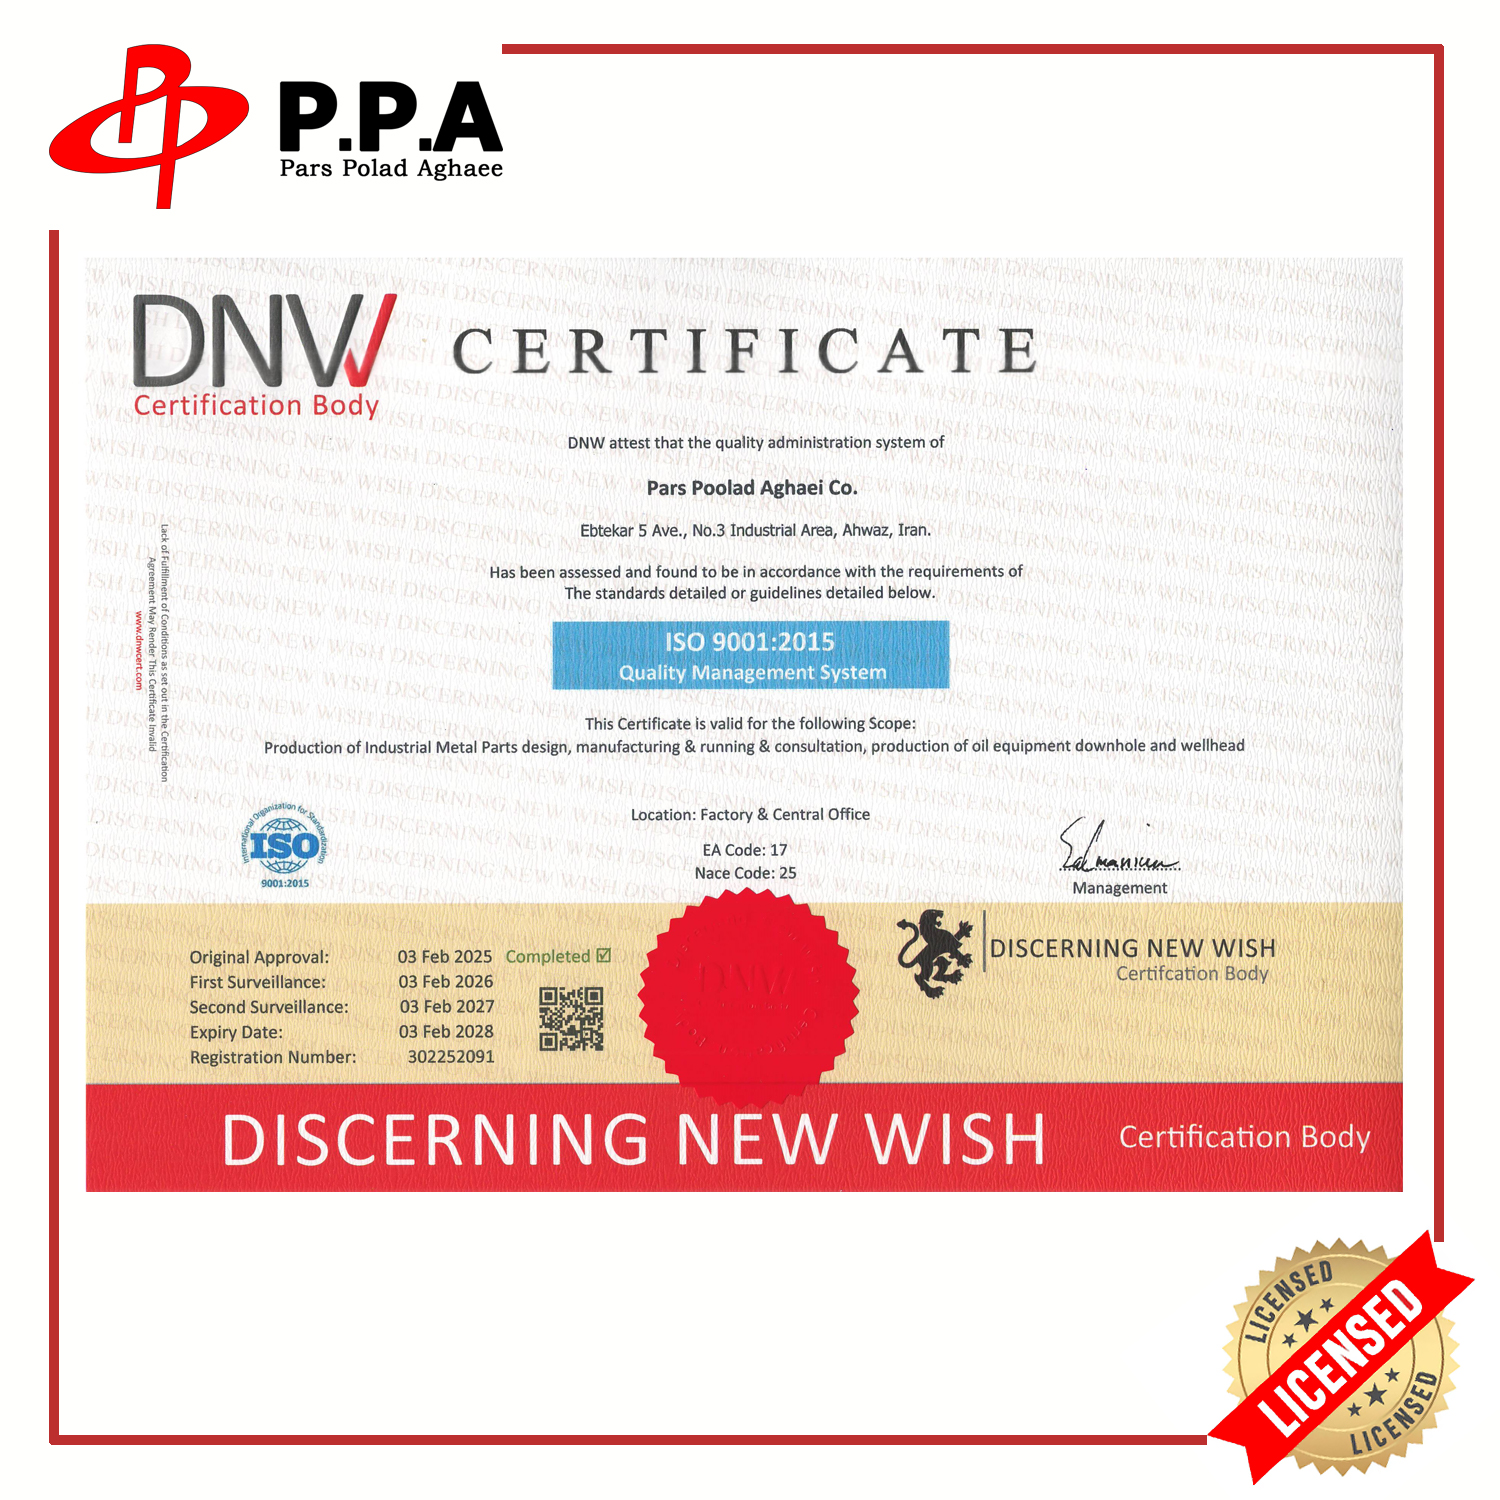 P.P.A
Pars Polad Aghaee
DNW
Certification Body
CERTIFICATE
DNW attest that the quality administration system of
Pars Poolad Aghaei Co.
Ebtekar 5 Ave., No.3 Industrial Area, Ahwaz, Iran.
Has been assessed and found to be in accordance with the requirements of
The standards detailed or guidelines detailed below.
ISO 9001:2015
Quality Management System
This Certificate is valid for the following Scope:
Production of Industrial Metal Parts design, manufacturing & running & consultation, production of oil equipment downhole and wellhead
Lack of Fulfillment of Conditions as set out in the Certification
Agreement May Render This Certificate Invalid
www.dnwcert.com
Location: Factory & Central Office
EA Code: 17
Nace Code: 25
International Organization for Standardization
ISO
9001:2015
Management
Original Approval: 03 Feb 2025 Completed ☑
First Surveillance: 03 Feb 2026
Second Surveillance: 03 Feb 2027
Expiry Date: 03 Feb 2028
Registration Number: 302252091
DNW
DISCERNING NEW WISH
Certifcation Body
DISCERNING NEW WISH
Certification Body
LICENSED
LICENSED
LICENSED